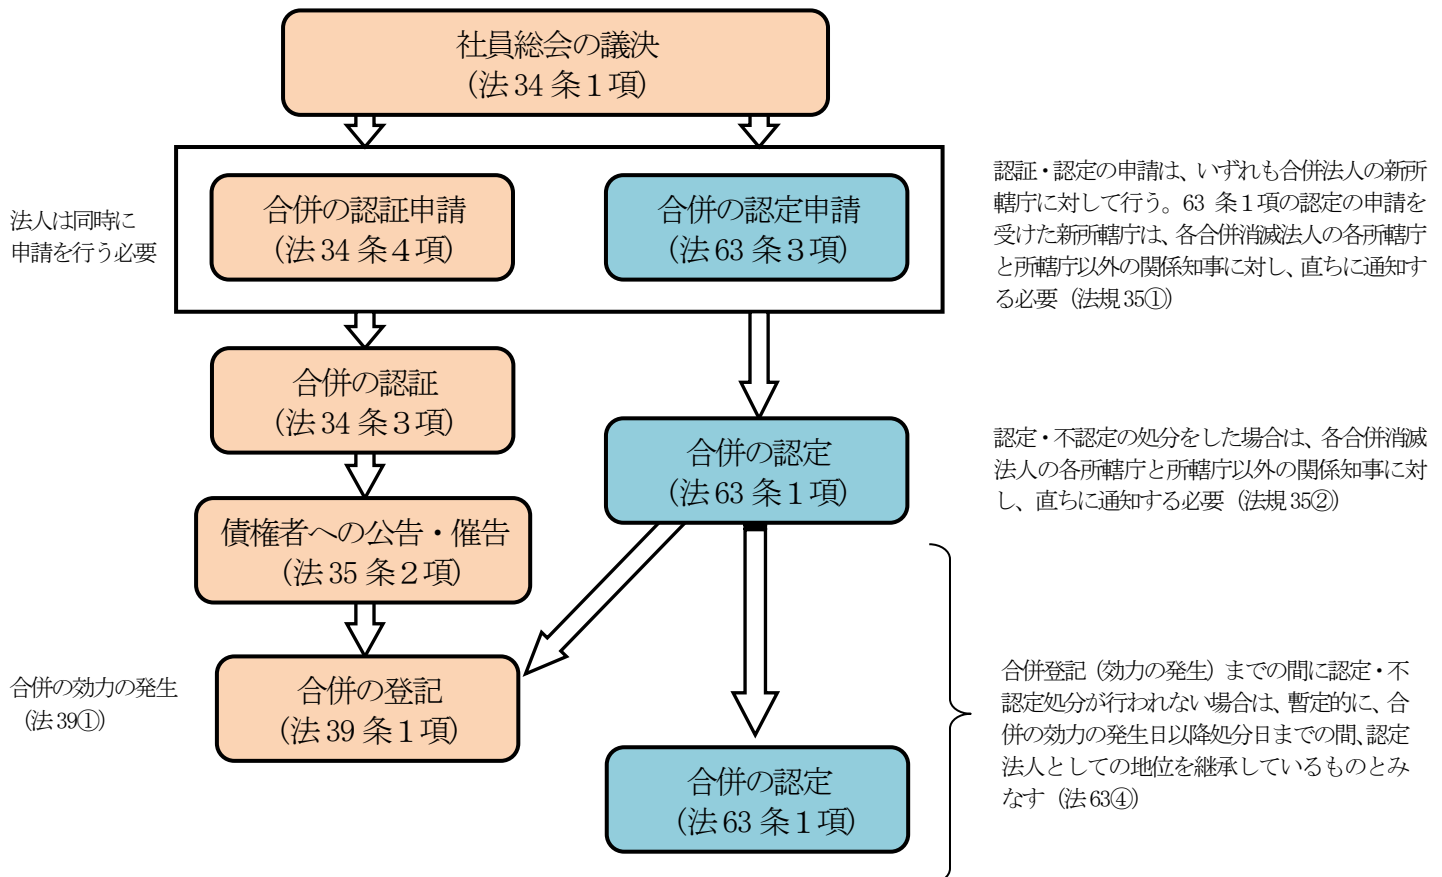 社員総会の議決
（法34条１項）
法人は同時に
申請を行う必要
合併の認証申請
（法34条４項）
合併の認定申請
（法63条３項）
認証・認定の申請は、いずれも合併法人の新所
轄庁に対して行う。63 条１項の認定の申請を
受けた新所轄庁は、各合併消滅法人の各所轄庁
と所轄庁以外の関係知事に対し、直ちに通知す
る必要（法規35①）
合併の認証
（法34条３項）
合併の認定
（法63条１項）
認定・不認定の処分をした場合は、各合併消滅
法人の各所轄庁と所轄庁以外の関係知事に対
し、直ちに通知する必要（法規35②）
債権者への公告・催告
（法35条２項）
合併の効力の発生
（法39①）
合併の登記
（法39条１項）
合併の認定
（法63条１項）
合併登記（効力の発生）までの間に認定・不
認定処分が行われない場合は、暫定的に、合
併の効力の発生日以降処分日までの間、認定
法人としての地位を継承しているものとみ
なす（法63④）